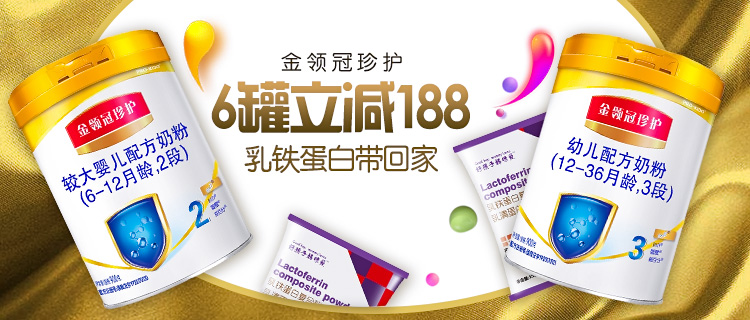 金领冠珍护
6罐立减188
乳铁蛋白带回家
金领冠珍护
较大婴儿配方奶粉
(6-12月龄,2段)
2
金领冠珍护
幼儿配方奶粉
(12-36月龄,3段)
3
Lactoferrin
composite powd
Lactoferrin
composite